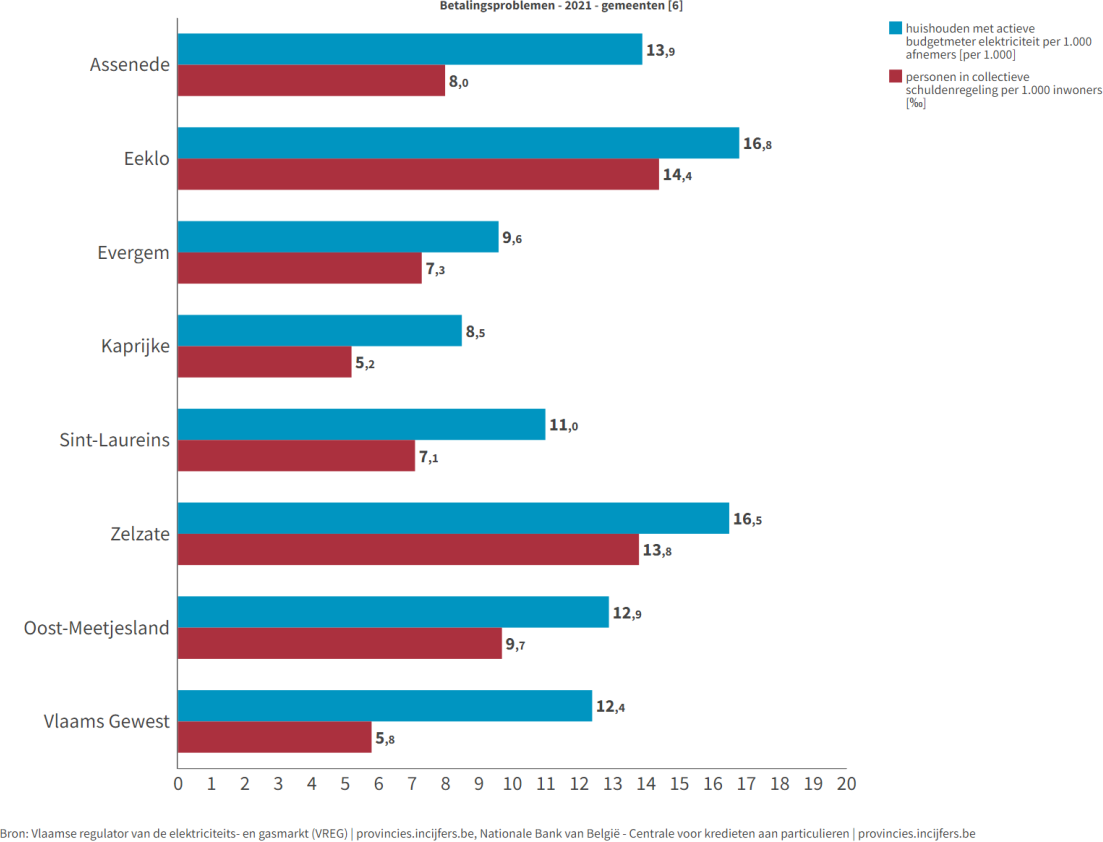 Betalingsproblemen - 2021 - gemeenten [6]
huishouden met actieve
budgetmeter elektriciteit per 1.000
afnemers [per 1.000]
personen in collectieve
schuldenregeling per 1.000 inwoners
[‰]
Assenede
13,9
8,0
Eeklo
16,8
14,4
Evergem
9,6
7,3
Kaprijke
8,5
5,2
Sint-Laureins
11,0
7,1
Zelzate
16,5
13,8
Oost-Meetjesland
12,9
9,7
Vlaams Gewest
12,4
5,8
0 1 2 3 4 5 6 7 8 9 10 11 12 13 14 15 16 17 18 19 20
Bron: Vlaamse regulator van de elektriciteits- en gasmarkt (VREG) | provincies.incijfers.be, Nationale Bank van België - Centrale voor kredieten aan particulieren | provincies.incijfers.be